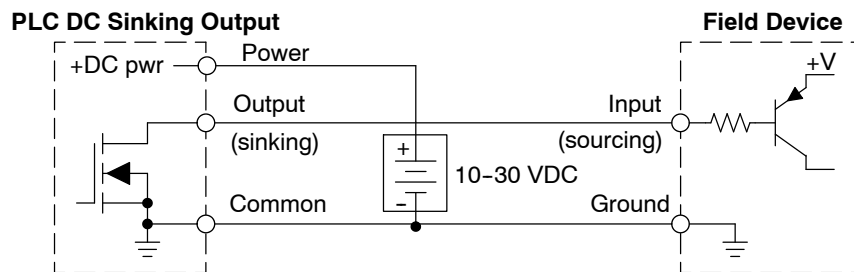 PLC DC Sinking Output
Field Device
+DC pwr
Power
+V
Output
(sinking)
Input
(sourcing)
+
10–30 VDC
–
Common
Ground